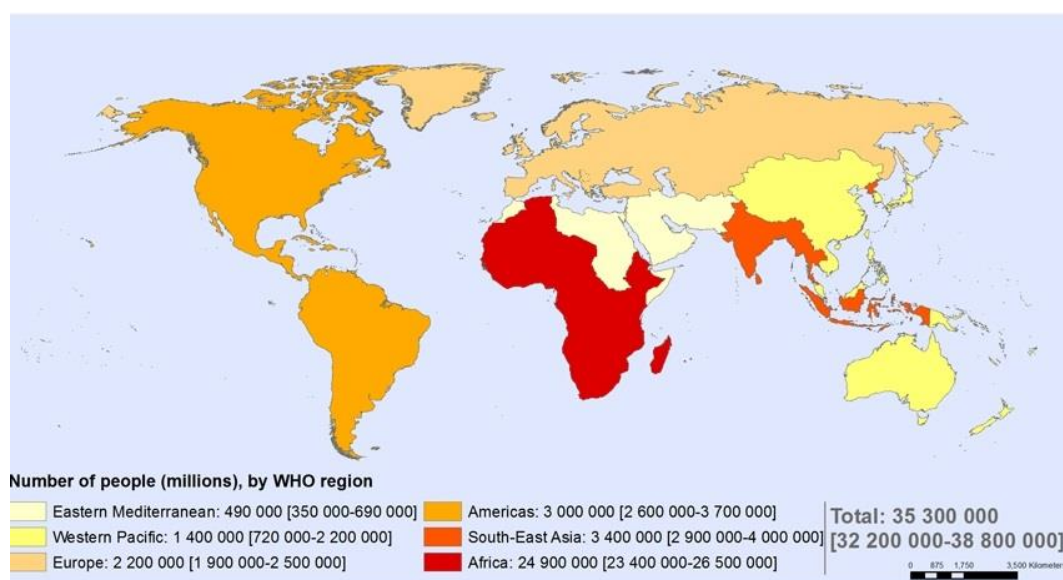 Number of people (millions), by WHO region
Eastern Mediterranean: 490 000 [350 000-690 000]
Western Pacific: 1 400 000 [720 000-2 200 000]
Europe: 2 200 000 [1 900 000-2 500 000]
Americas: 3 000 000 [2 600 000-3 700 000]
South-East Asia: 3 400 000 [2 900 000-4 000 000]
Africa: 24 900 000 [23 400 000-26 500 000]
Total: 35 300 000
[32 200 000-38 800 000]
0 875 1,750 3,500 Kilomete